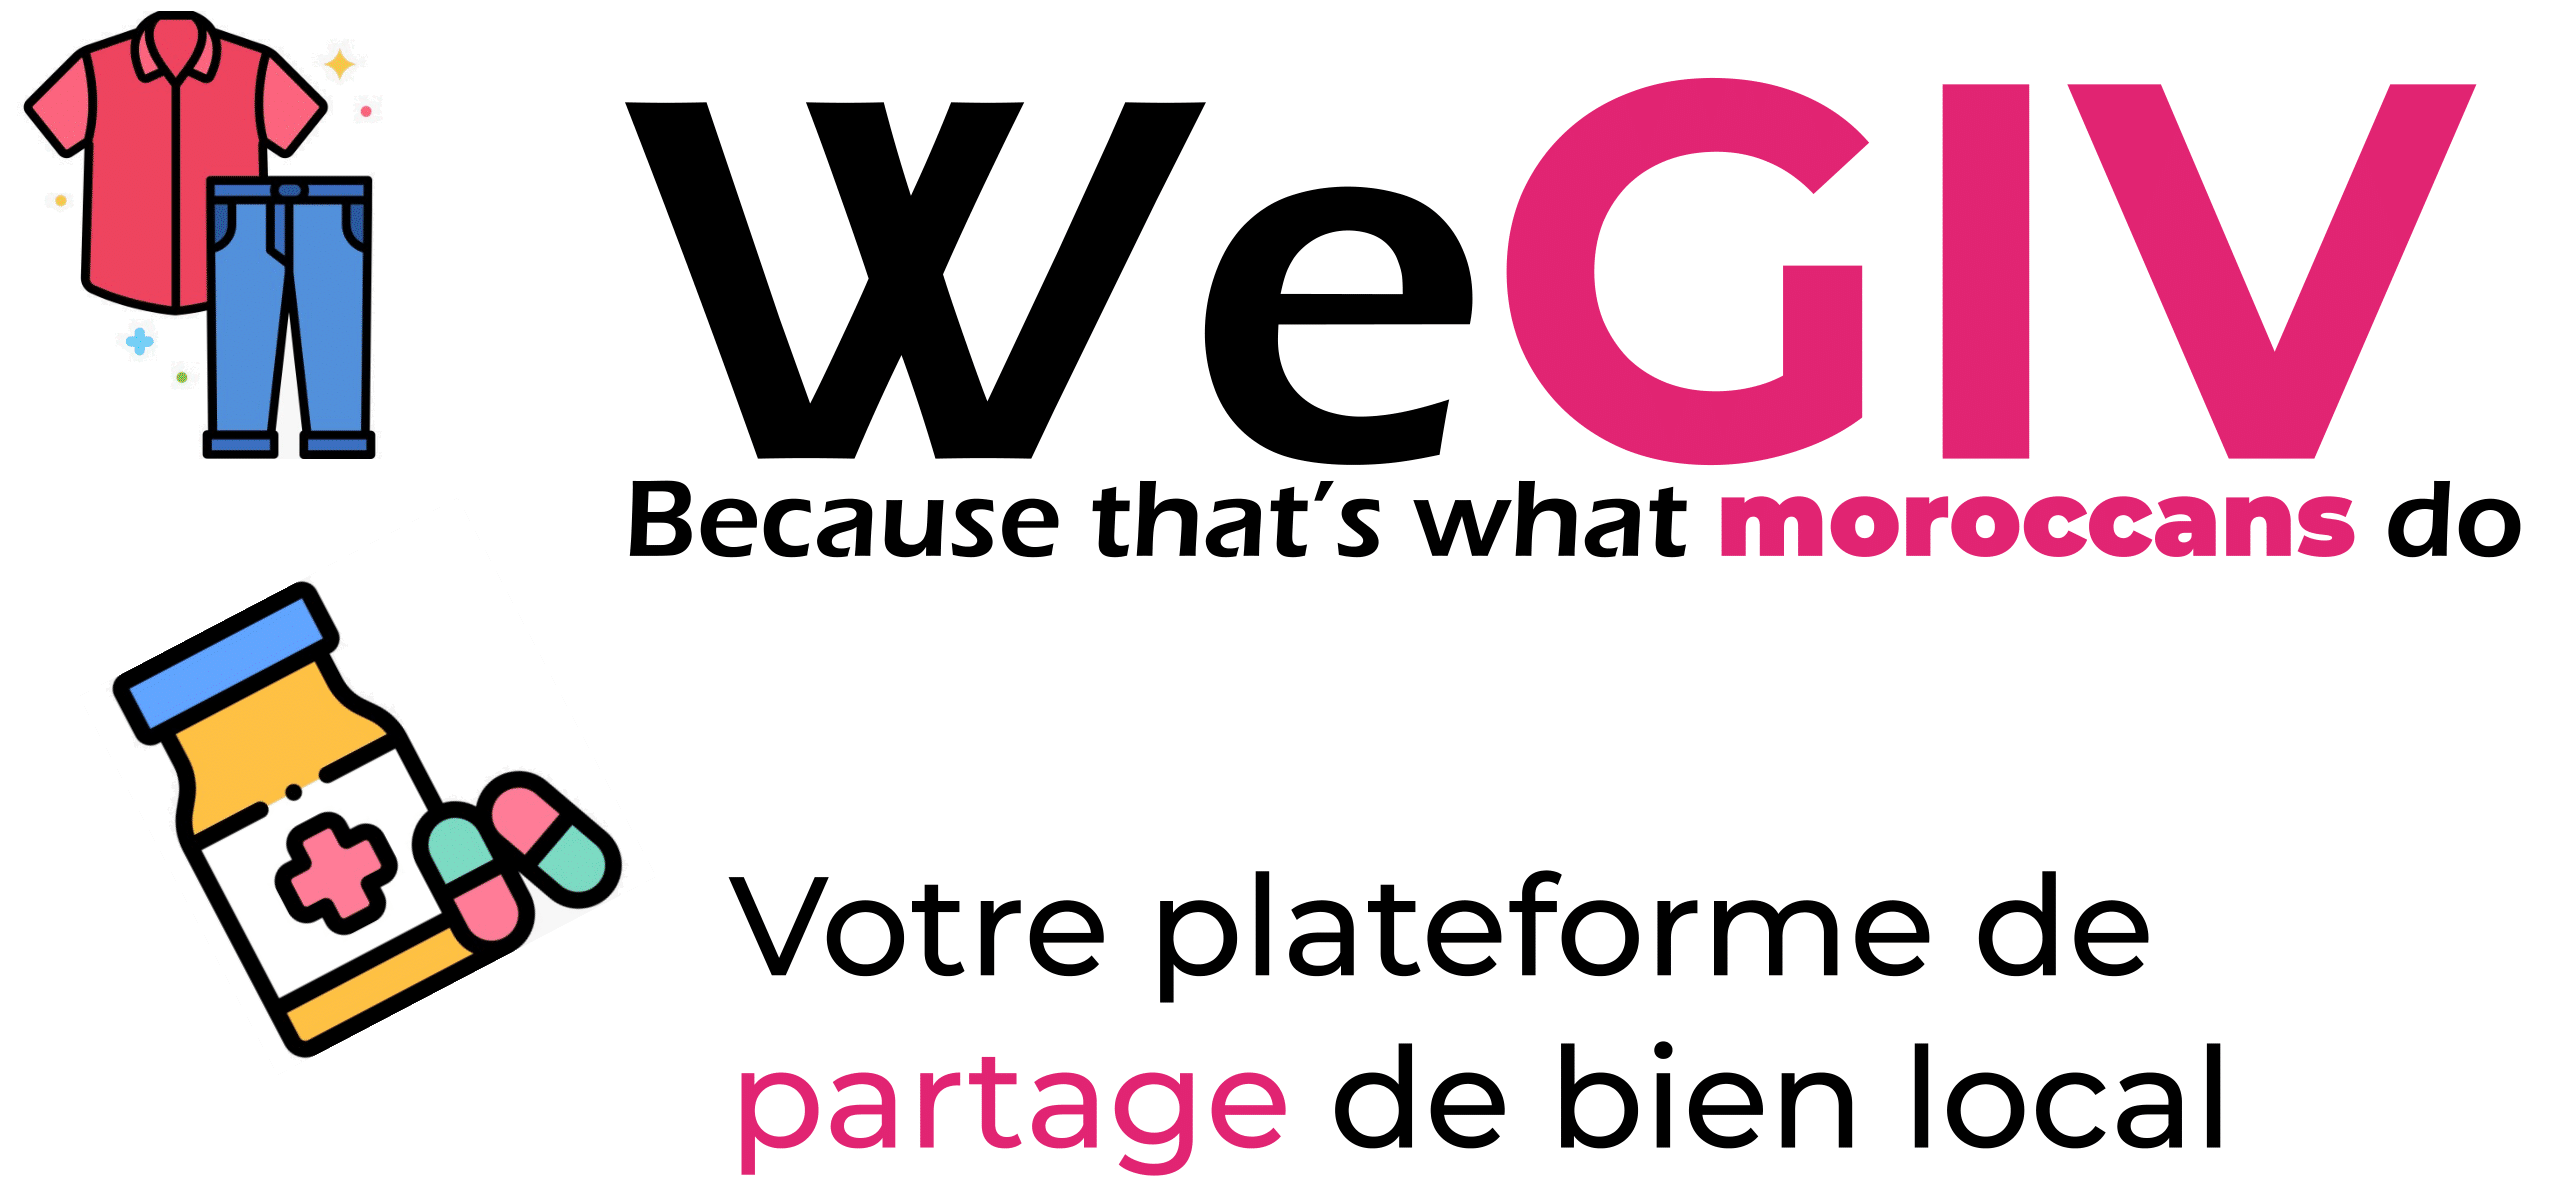 WeGIV
Because that's what moroccans do
Votre plateforme de
partage de bien local